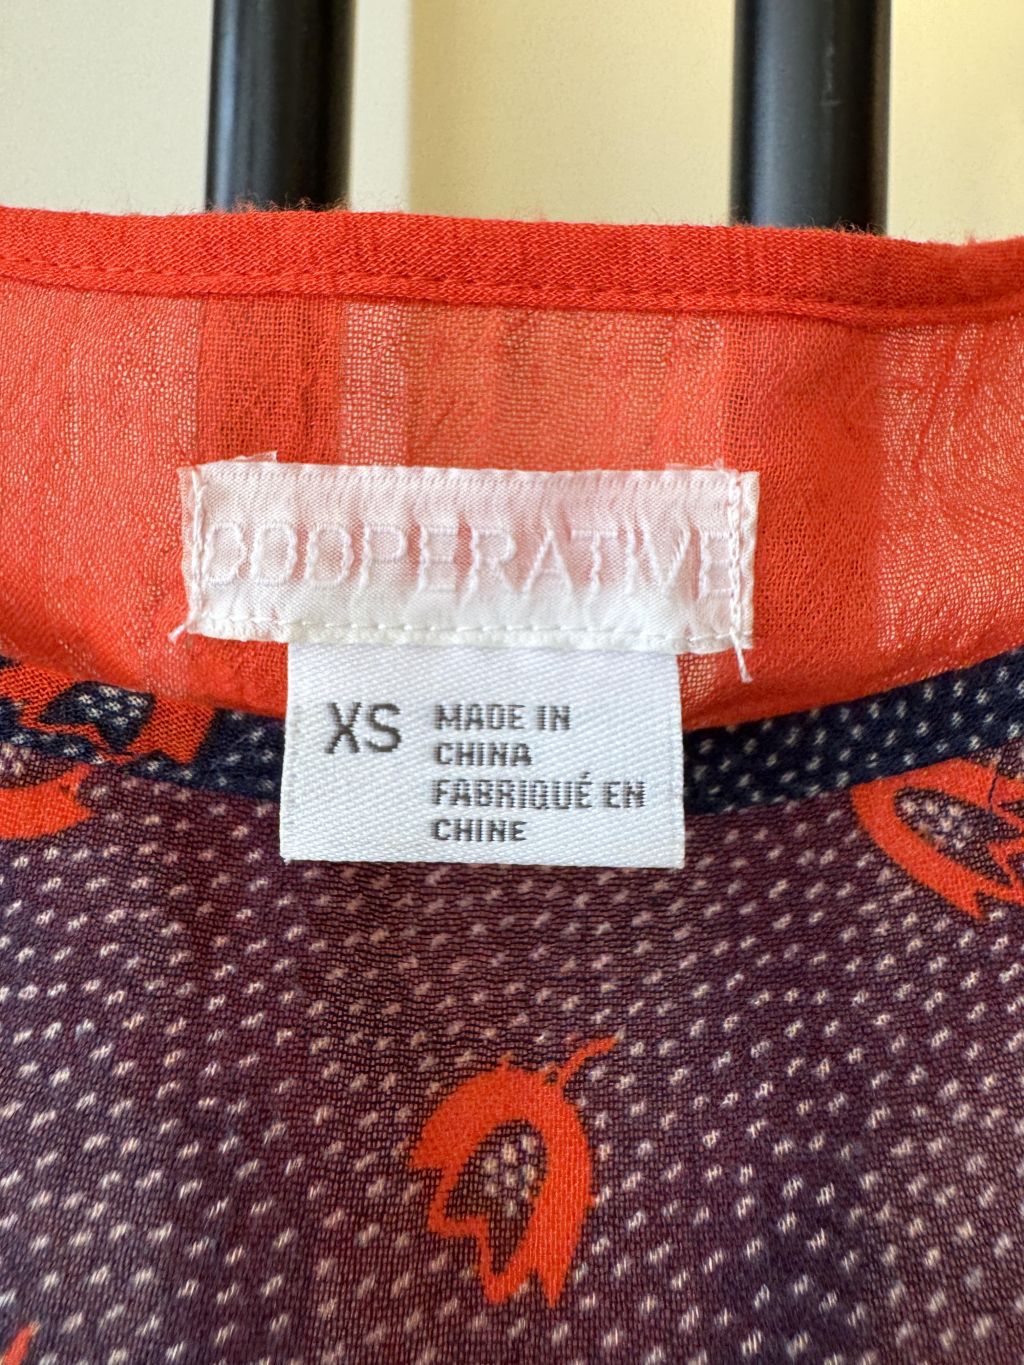 COOPERATIVE
XS
MADE IN
CHINA
FABRIQUÉ EN
CHINE